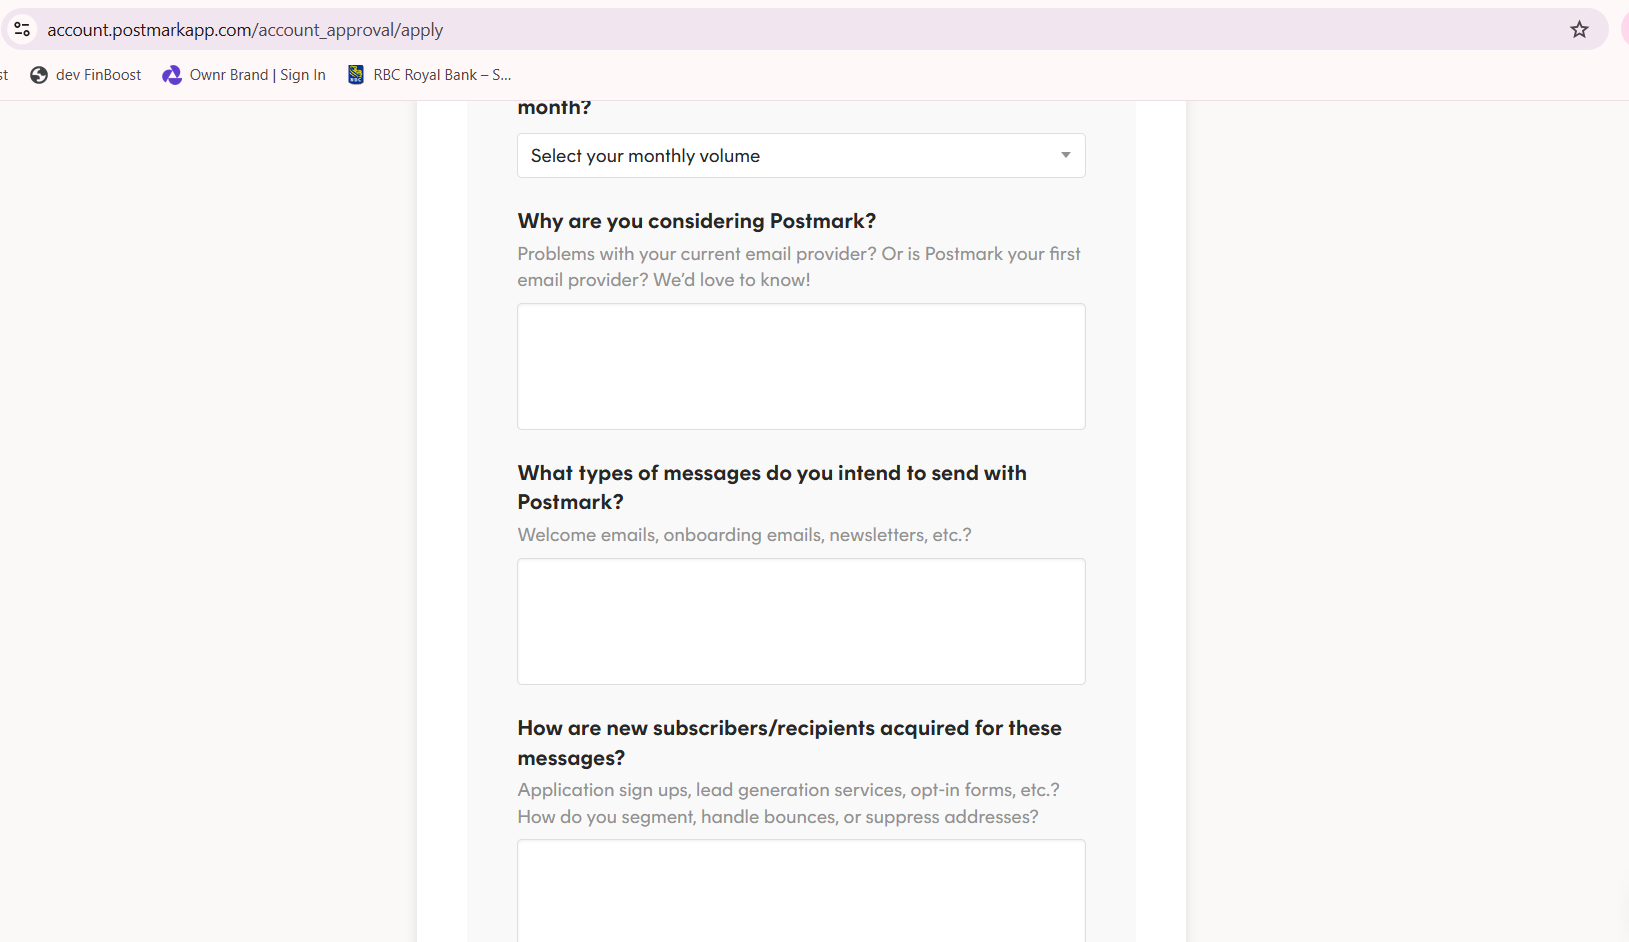 account.postmarkapp.com/account_approval/apply
st dev FinBoost Ownr Brand | Sign In RBC Royal Bank – S...
month?
Select your monthly volume
Why are you considering Postmark?
Problems with your current email provider? Or is Postmark your first
email provider? We’d love to know!
What types of messages do you intend to send with
Postmark?
Welcome emails, onboarding emails, newsletters, etc.?
How are new subscribers/recipients acquired for these
messages?
Application sign ups, lead generation services, opt-in forms, etc.?
How do you segment, handle bounces, or suppress addresses?